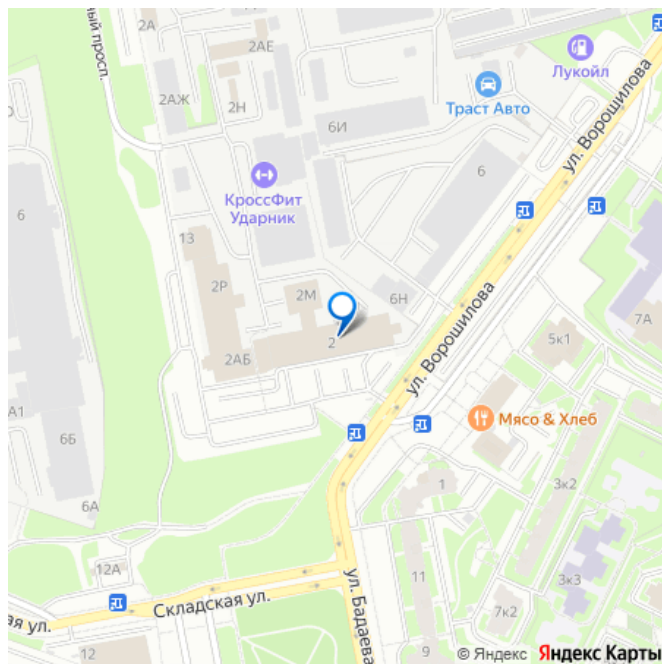 2А
ный просп.
2АЕ
Лукойл
2АЖ
2Н
Траст Авто
ул. Ворошилова
6И
6
КроссФит
Ударник
6
13
2Р
2М
6Н
7А
ул. Ворошилова
5к1
2
2АБ
А1
Мясо & Хлеб
6Б
1
3к2
6А
12А
11
3к3
Складская ул.
ул. Бадаева
7к2
ая ул.
12
9
© Яндекс Яндекс Карты